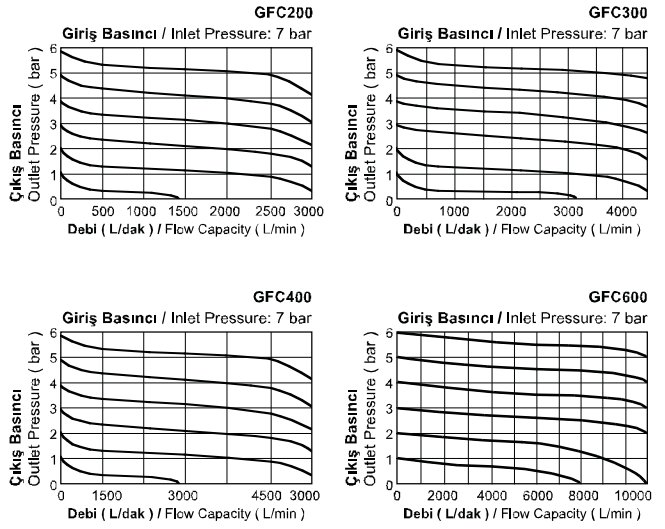 GFC200
Giriş Basıncı / Inlet Pressure: 7 bar
6
5
4
3
2
1
0
Çıkış Basıncı
Outlet Pressure ( bar )
0 500 1000 1500 2000 2500 3000
Debi ( L/dak ) / Flow Capacity ( L/min )
GFC300
Giriş Basıncı / Inlet Pressure: 7 bar
6
5
4
3
2
1
0
Çıkış Basıncı
Outlet Pressure ( bar )
0 1000 2000 3000 4000
Debi ( L/dak ) / Flow Capacity ( L/min )
GFC400
Giriş Basıncı / Inlet Pressure: 7 bar
6
5
4
3
2
1
0
Çıkış Basıncı
Outlet Pressure ( bar )
0 1500 3000 4500 3000
Debi ( L/dak ) / Flow Capacity ( L/min )
GFC600
Giriş Basıncı / Inlet Pressure: 7 bar
6
5
4
3
2
1
0
Çıkış Basıncı
Outlet Pressure ( bar )
0 2000 4000 6000 8000 10000
Debi ( L/dak ) / Flow Capacity ( L/min )